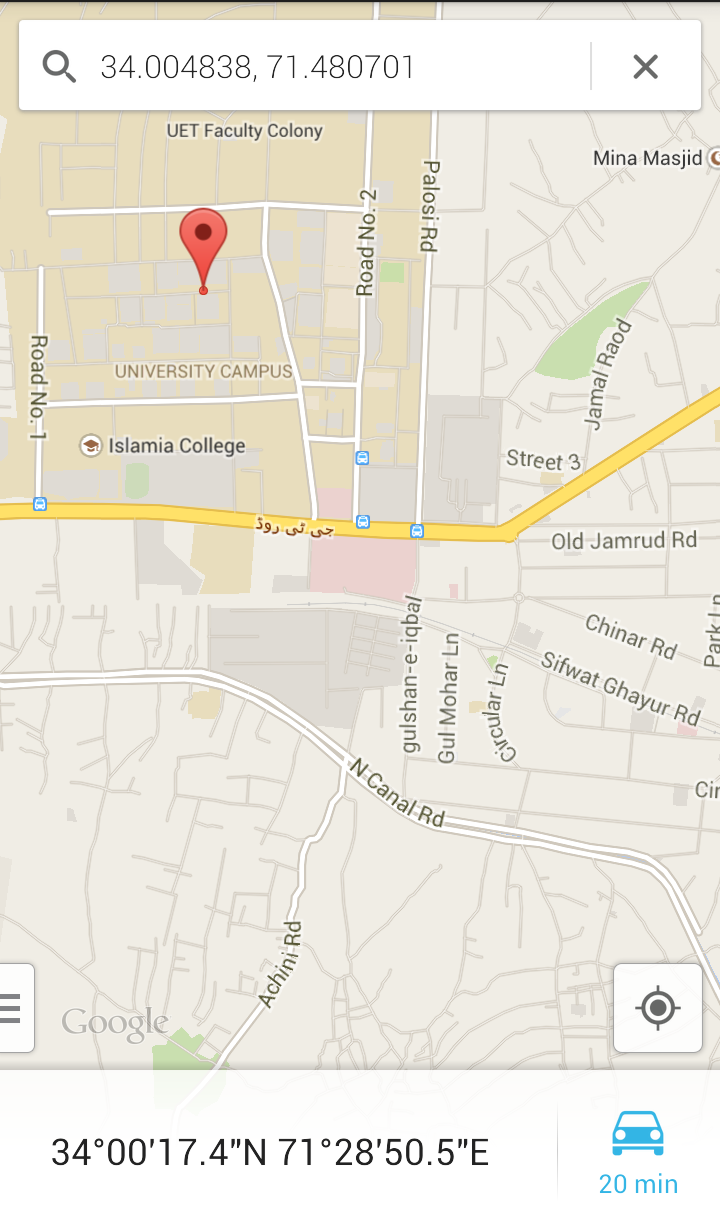 34.004838, 71.480701
UET Faculty Colony
Mina Masjid
Palosi Rd
Road No. 2
Jamal Raod
Road No. 1
UNIVERSITY CAMPUS
Islamia College
Street 3
جی ٹی روڈ
Old Jamrud Rd
gulshan-e-iqbal
Gul Mohar Ln
Circular Ln
Chinar Rd
Park Ln
Sifwat Ghayur Rd
N Canal Rd
Cir
Achini Rd
Google
34°00'17.4"N 71°28'50.5"E
20 min